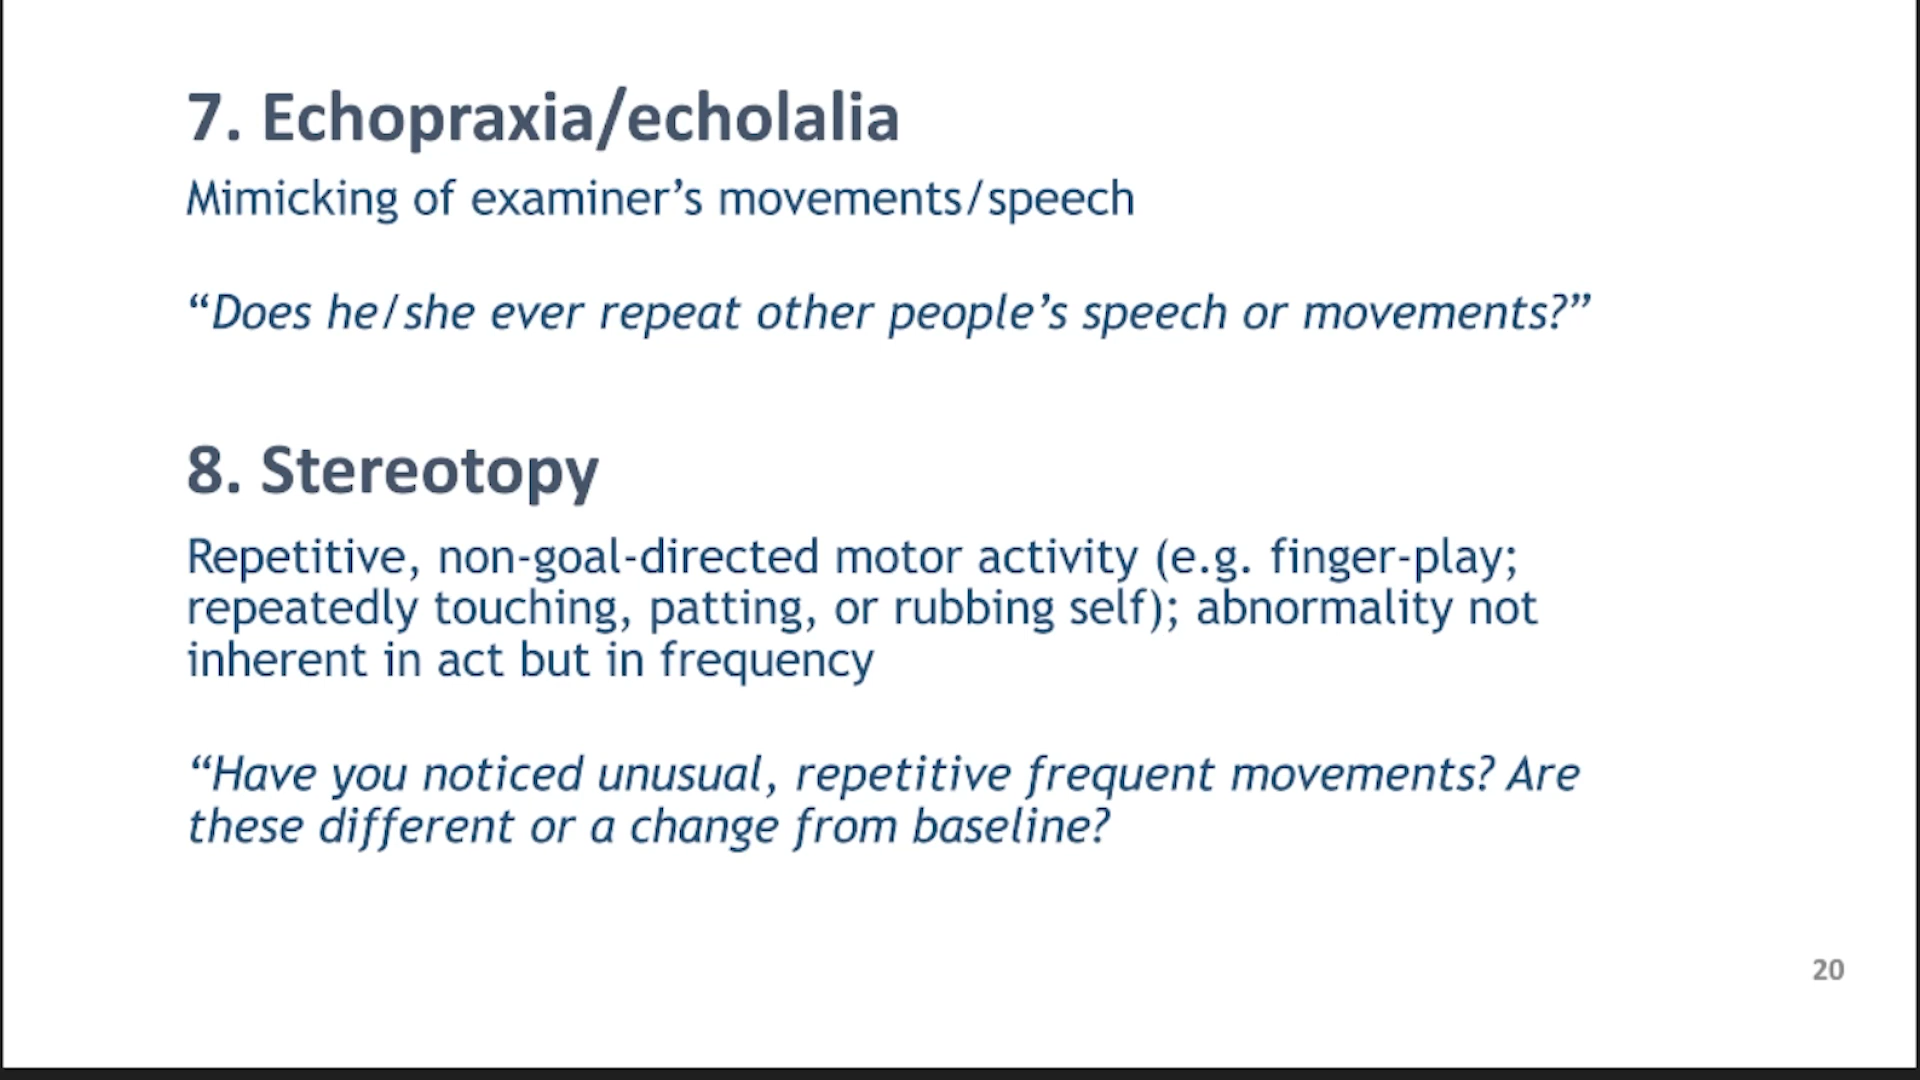 7. Echopraxia/echolalia
Mimicking of examiner’s movements/speech
“Does he/she ever repeat other people’s speech or movements?”
8. Stereotopy
Repetitive, non-goal-directed motor activity (e.g. finger-play;
repeatedly touching, patting, or rubbing self); abnormality not
inherent in act but in frequency
“Have you noticed unusual, repetitive frequent movements? Are
these different or a change from baseline?
20